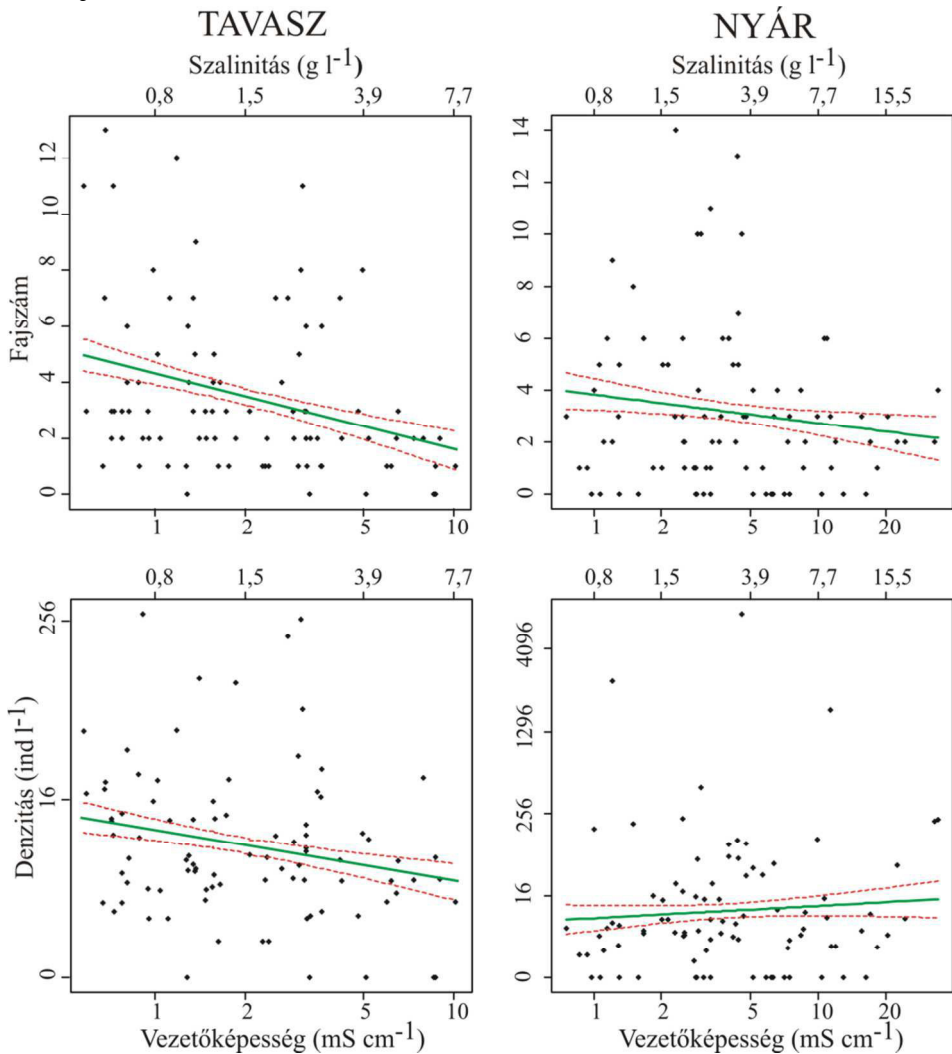 TAVASZ NYÁR
Szalinitás (g l-1) Szalinitás (g l-1)
0,8 1,5 3,9 7,7 0,8 1,5 3,9 7,7 15,5
Fajszám
12
10
8
6
4
2
0
14
12
10
8
6
4
2
0
1 2 5 10 1 2 5 10 20
0,8 1,5 3,9 7,7 0,8 1,5 3,9 7,7 15,5
Denzitás (ind l-1)
256
16
0
4096
1296
256
16
0
1 2 5 10 1 2 5 10 20
Vezetőképesség (mS cm-1) Vezetőképesség (mS cm-1)